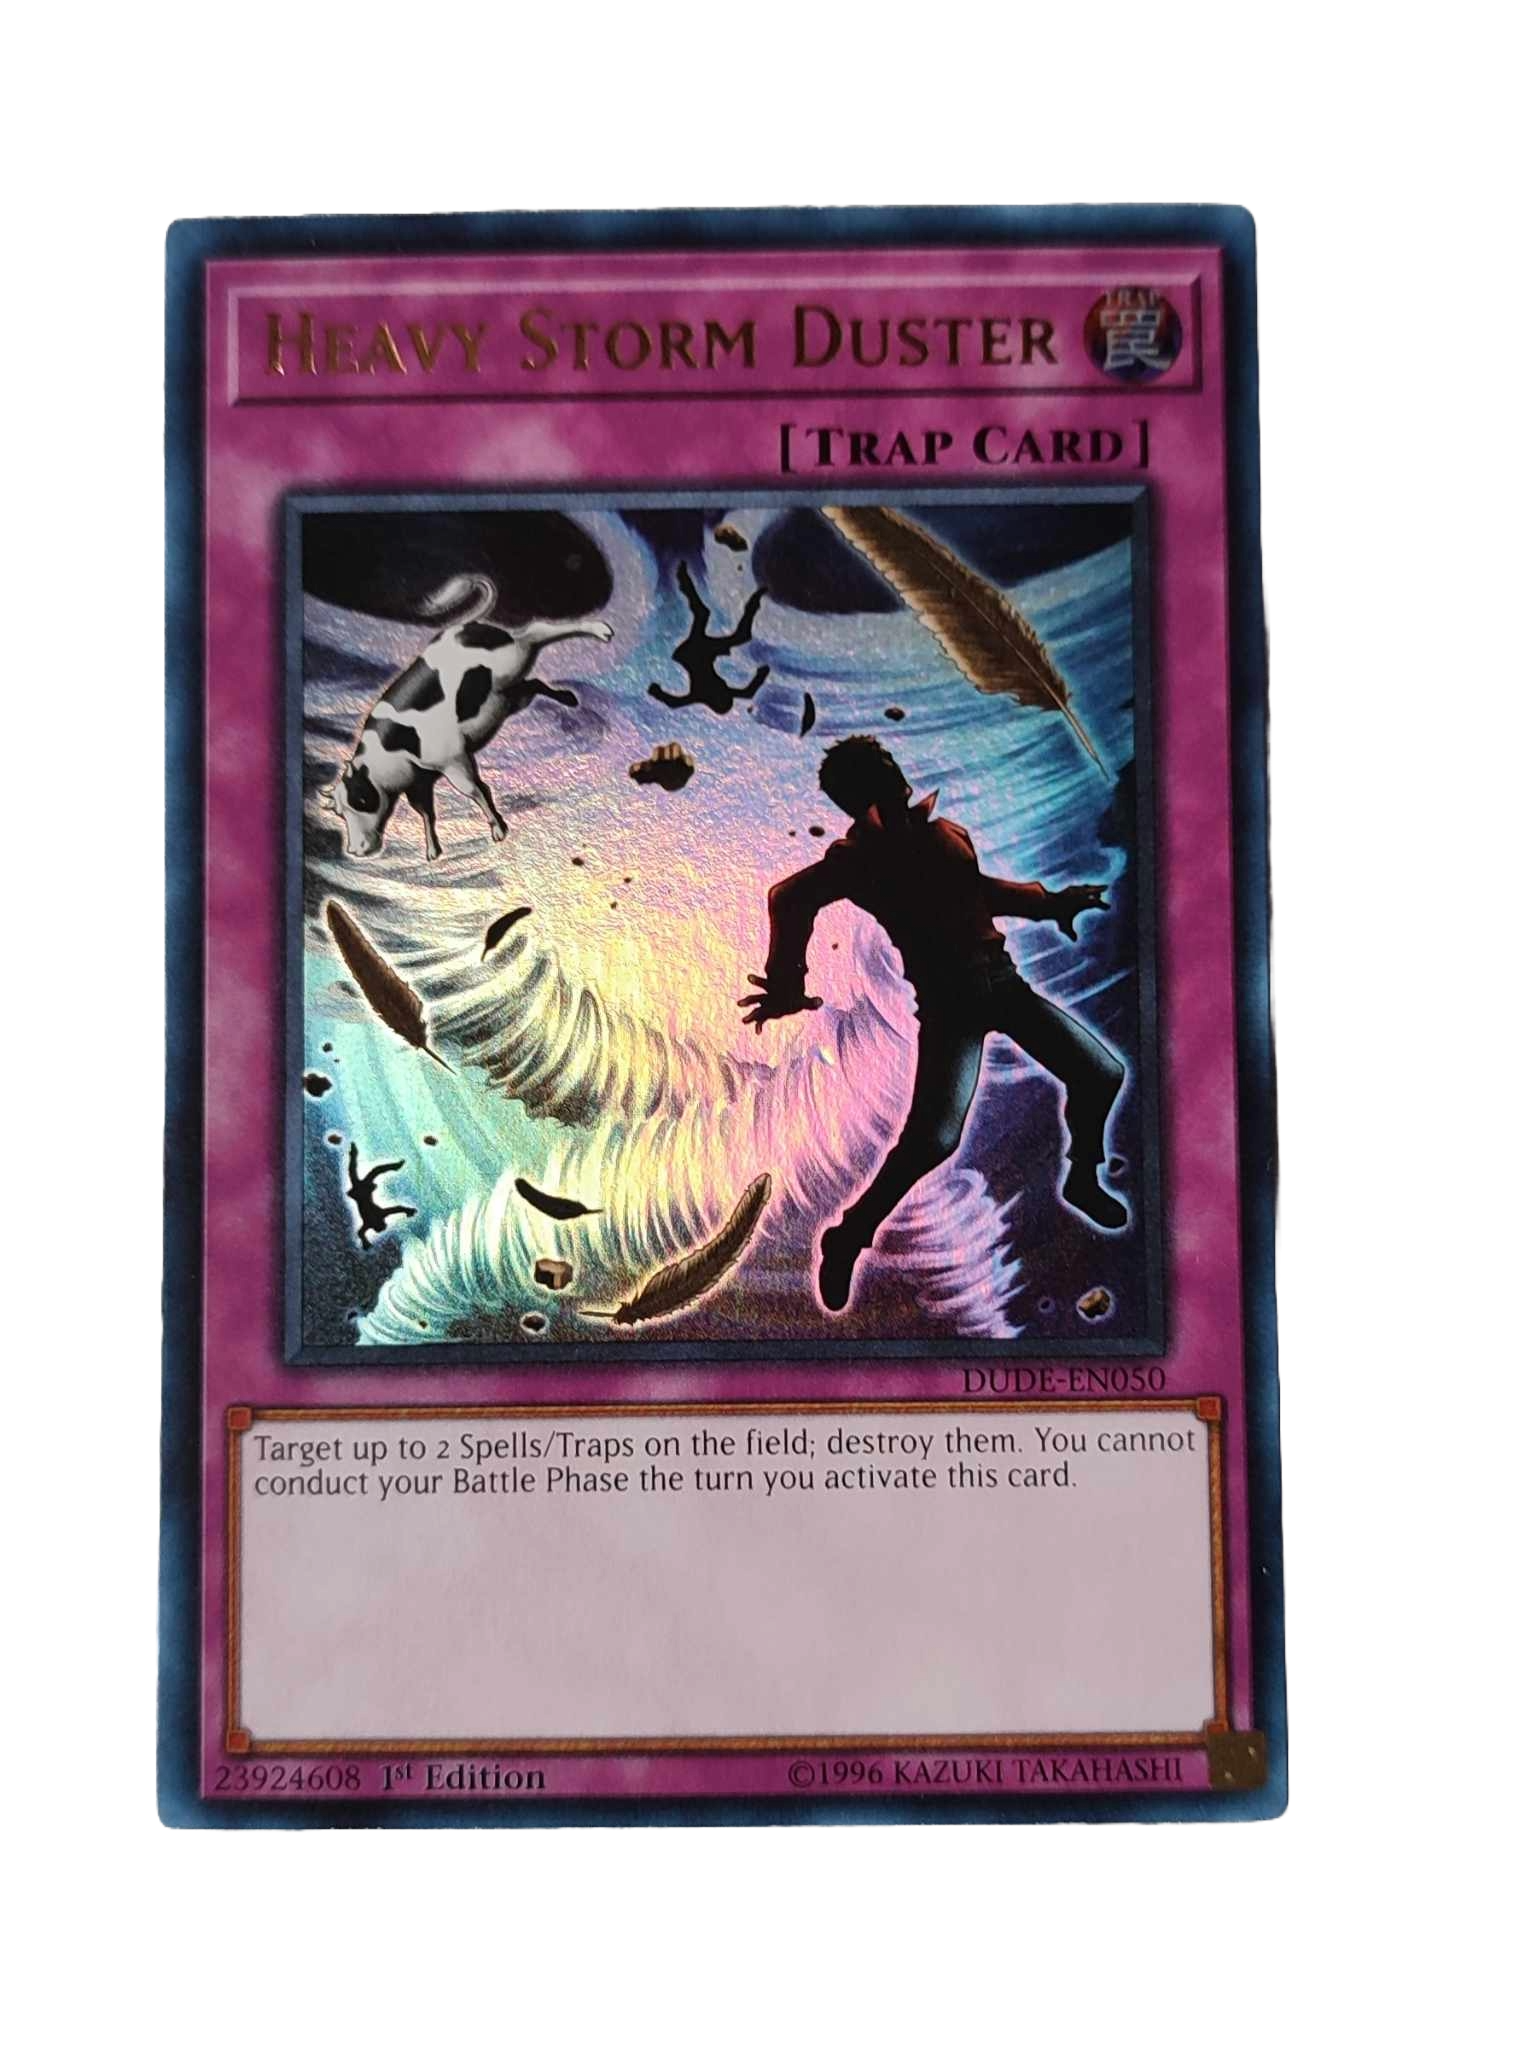 HEAVY STORM DUSTER
TRAP
罠
[TRAP CARD]
DUDE-EN050
Target up to 2 Spells/Traps on the field; destroy them. You cannot
conduct your Battle Phase the turn you activate this card.
23924608 1st Edition ©1996 KAZUKI TAKAHASHI